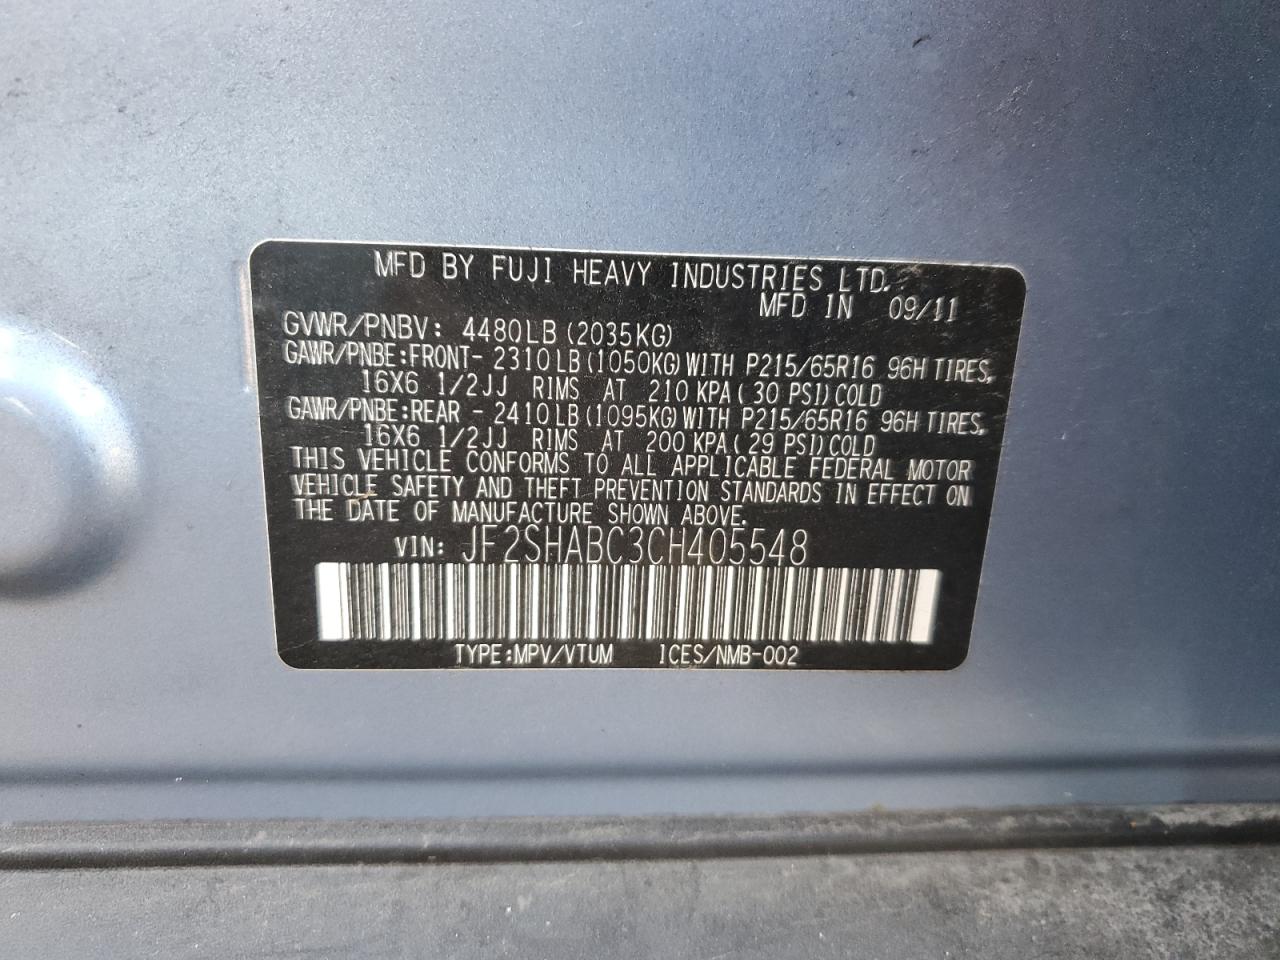 MFD BY FUJI HEAVY INDUSTRIES LTD.
MFD IN 09/11
GVWR/PNBV: 4480LB (2035KG)
GAWR/PNBE:FRONT- 2310LB(1050KG)WITH P215/65R16 96H TIRES,
16X6 1/2JJ RIMS AT 210 KPA(30 PSI)COLD
GAWR/PNBE:REAR - 2410LB(1095KG)WITH P215/65R16 96H TIRES,
16X6 1/2JJ RIMS AT 200 KPA(29 PSI)COLD
THIS VEHICLE CONFORMS TO ALL APPLICABLE FEDERAL MOTOR
VEHICLE SAFETY AND THEFT PREVENTION STANDARDS IN EFFECT ON
THE DATE OF MANUFACTURE SHOWN ABOVE.
VIN: JF2SHABC3CH405548
TYPE:MPV/VTUM ICES/NMB-002